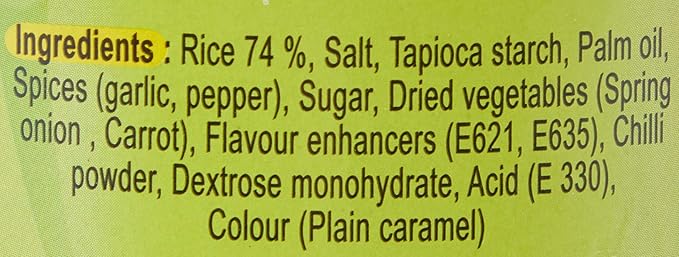 Ingredients : Rice 74 %, Salt, Tapioca starch, Palm oil,
Spices (garlic, pepper), Sugar, Dried vegetables (Spring
onion , Carrot), Flavour enhancers (E621, E635), Chilli
powder, Dextrose monohydrate, Acid (E 330),
Colour (Plain caramel)